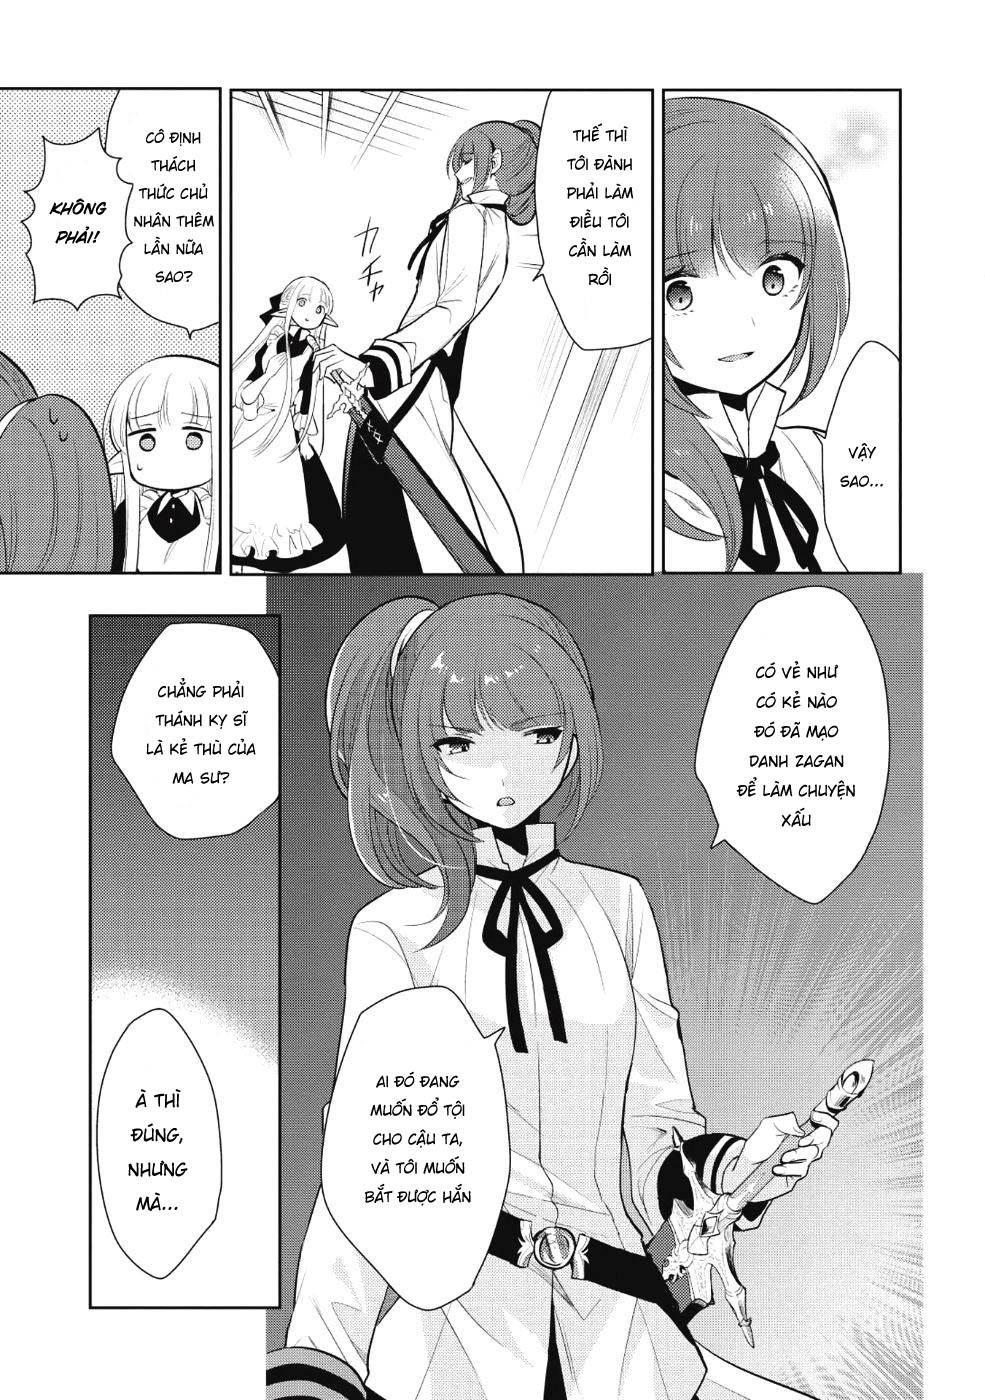 VẬY
SAO...
THẾ THÌ
TÔI ĐÀNH
PHẢI LÀM
ĐIỀU TÔI
CẦN LÀM
RỒI
カチャ
CÔ ĐỊNH
THÁCH
THỨC CHỦ
NHÂN THÊM
LẦN NỮA
SAO?
KHÔNG
PHẢI!
CÓ VẺ NHƯ
CÓ KẺ NÀO
ĐÓ ĐÃ MẠO
DANH ZAGAN
ĐỂ LÀM CHUYỆN
XẤU
AI ĐÓ ĐANG
MUỐN ĐỔ TỘI
CHO CẬU TA,
VÀ TÔI MUỐN
BẮT ĐƯỢC HẮN
CHẲNG PHẢI
THÁNH KỴ SĨ
LÀ KẺ THÙ CỦA
MA SƯ?
À THÌ
ĐÚNG,
NHƯNG
MÀ...